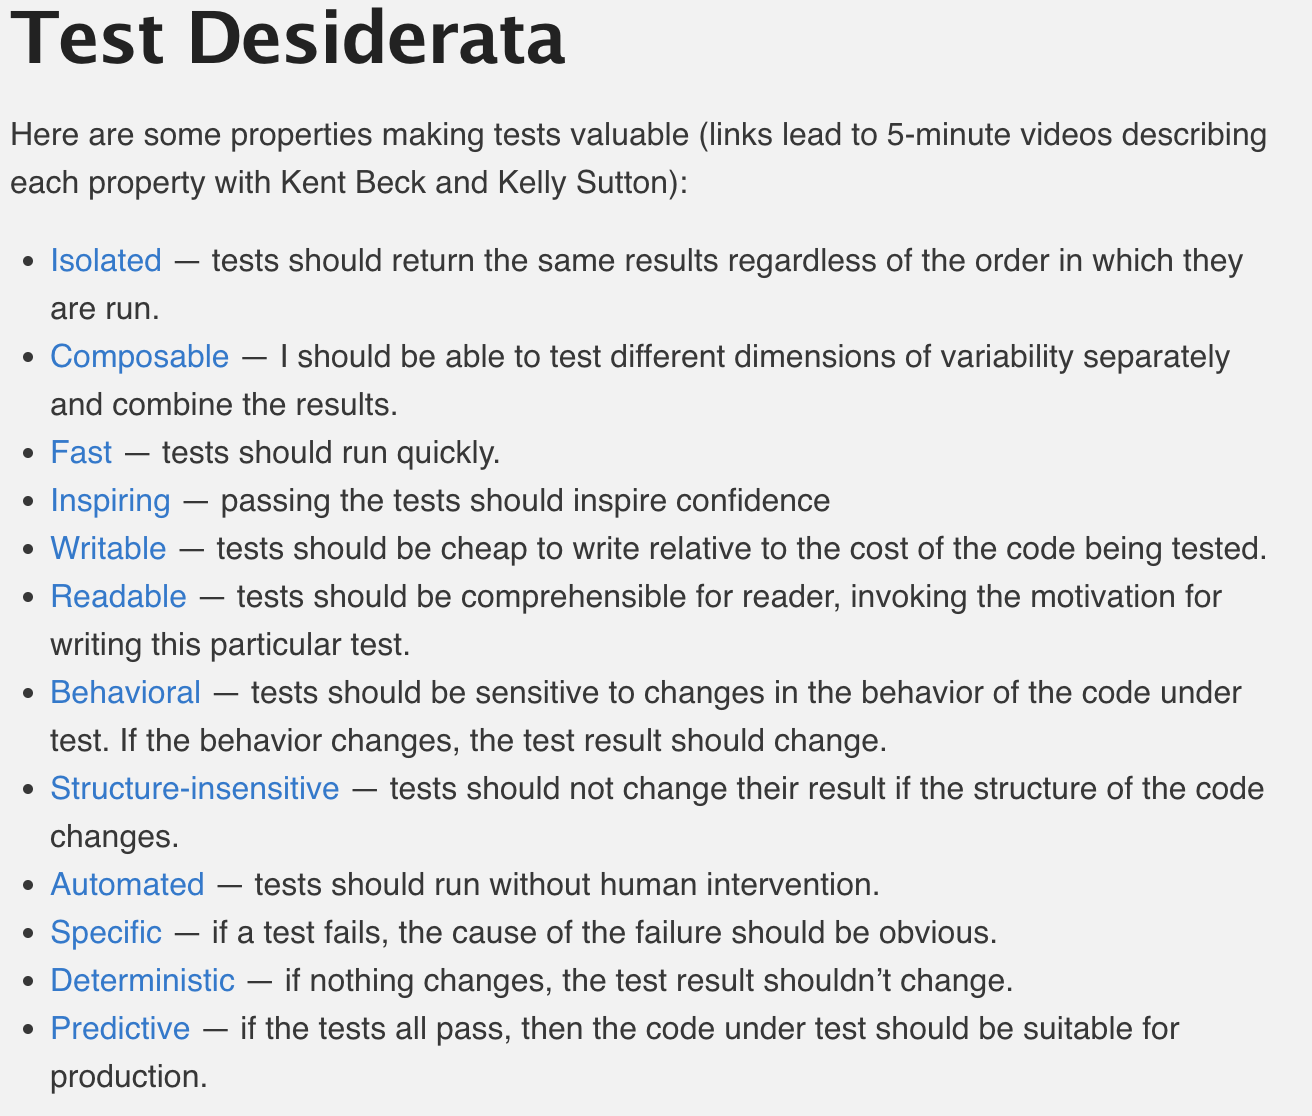 Test Desiderata
Here are some properties making tests valuable (links lead to 5-minute videos describing
each property with Kent Beck and Kelly Sutton):
• Isolated — tests should return the same results regardless of the order in which they
are run.
• Composable — I should be able to test different dimensions of variability separately
and combine the results.
• Fast — tests should run quickly.
• Inspiring — passing the tests should inspire confidence
• Writable — tests should be cheap to write relative to the cost of the code being tested.
• Readable — tests should be comprehensible for reader, invoking the motivation for
writing this particular test.
• Behavioral — tests should be sensitive to changes in the behavior of the code under
test. If the behavior changes, the test result should change.
• Structure-insensitive — tests should not change their result if the structure of the code
changes.
• Automated — tests should run without human intervention.
• Specific — if a test fails, the cause of the failure should be obvious.
• Deterministic — if nothing changes, the test result shouldn’t change.
• Predictive — if the tests all pass, then the code under test should be suitable for
production.